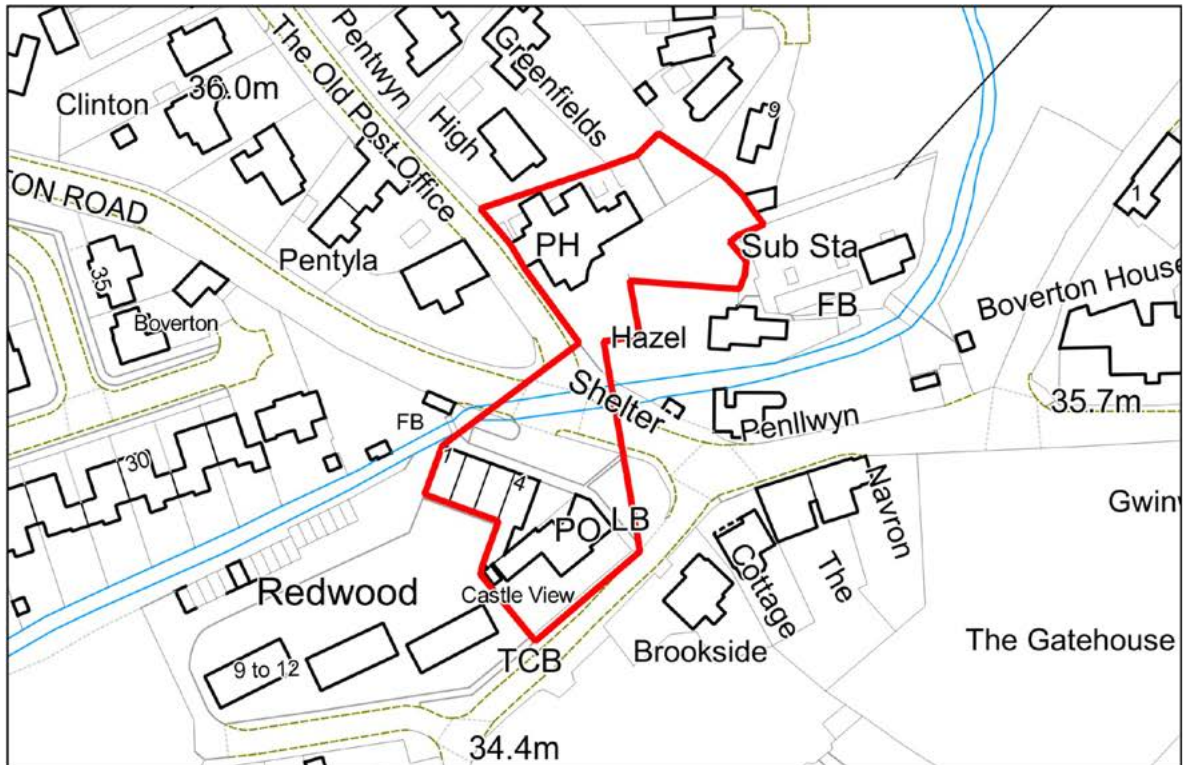 Pentwyn
The Old Post Office
Greenfields
High
36.0m
Clinton
9
TON ROAD
PH
Pentyla
Sub Sta
1
35
Boverton
FB
Boverton House
Hazel
Shelter
35.7m
Penllwyn
FB
30
1
4
PO
LB
Navron
Gwinv
The
Cottage
Redwood
Castle View
Brookside
The Gatehouse
9 to 12
TCB
34.4m